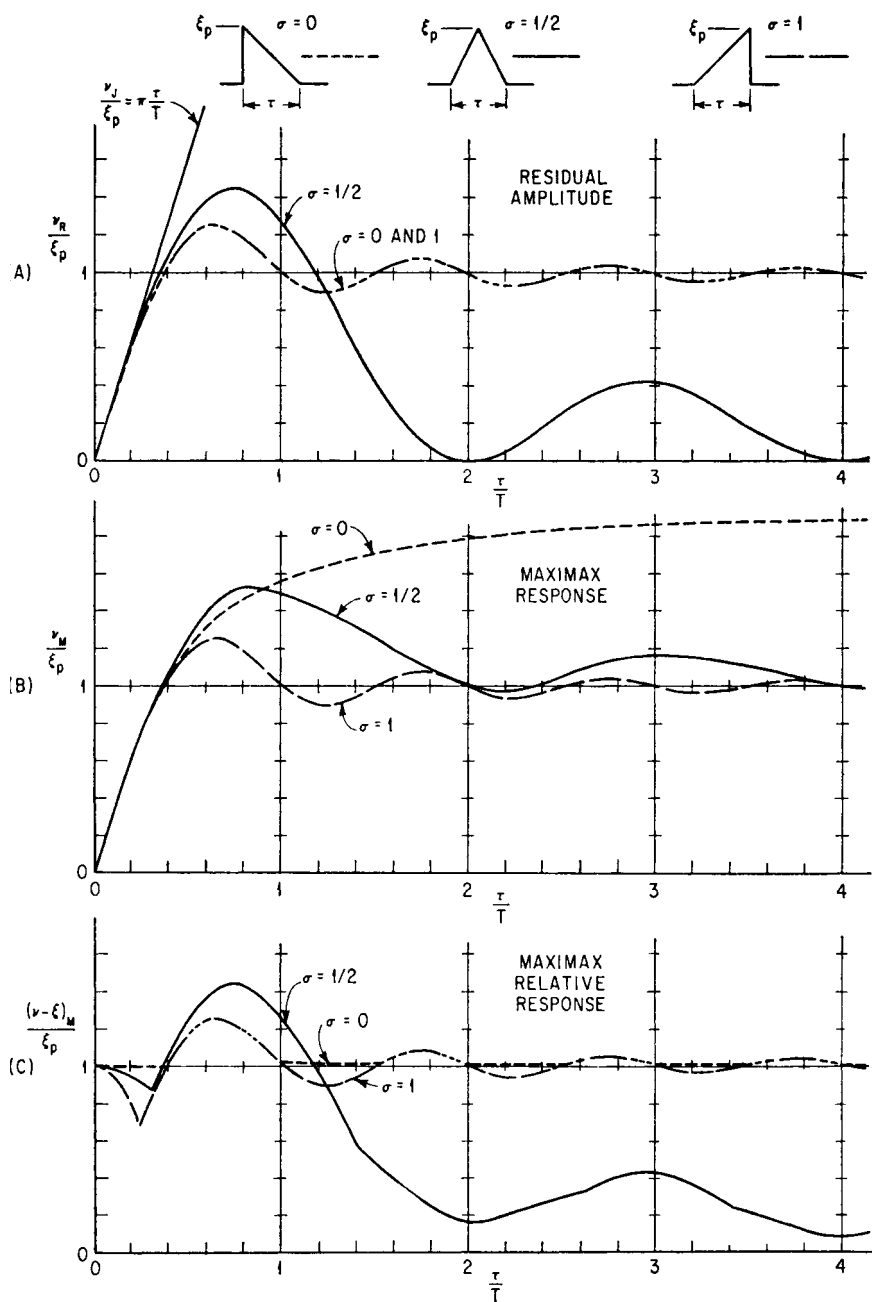 ξp σ = 0
ξp σ = 1/2
ξp σ = 1
τ τ τ
νJ/ξp = π τ/T
RESIDUAL
AMPLITUDE
σ = 1/2
σ = 0 AND 1
νR/ξp
(A)
1
0
0 1 2 3 4
τ/T
σ = 0
MAXIMAX
RESPONSE
σ = 1/2
νM/ξp
(B)
1
σ = 1
0
0 1 2 3 4
τ/T
MAXIMAX
RELATIVE
RESPONSE
σ = 1/2
σ = 0
(ν-ξ)M/ξp
(C)
1
σ = 1
0
0 1 2 3 4
τ/T